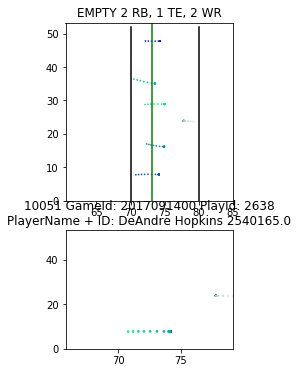 EMPTY 2 RB, 1 TE, 2 WR
50
40
30
20
10
0
65 70 75 80 85
10051 GameId: 2017091400 PlayId: 2638
PlayerName + ID: DeAndre Hopkins 2540165.0
40
20
0
70 75